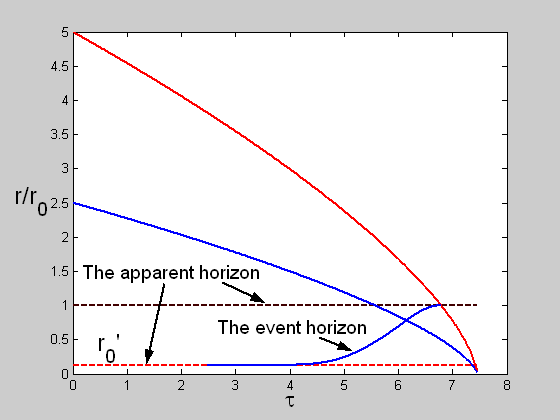 5
4.5
4
3.5
3
r/r0
2.5
2
1.5
The apparent horizon
1
The event horizon
r0'
0.5
0
0 1 2 3 4 5 6 7 8
τ